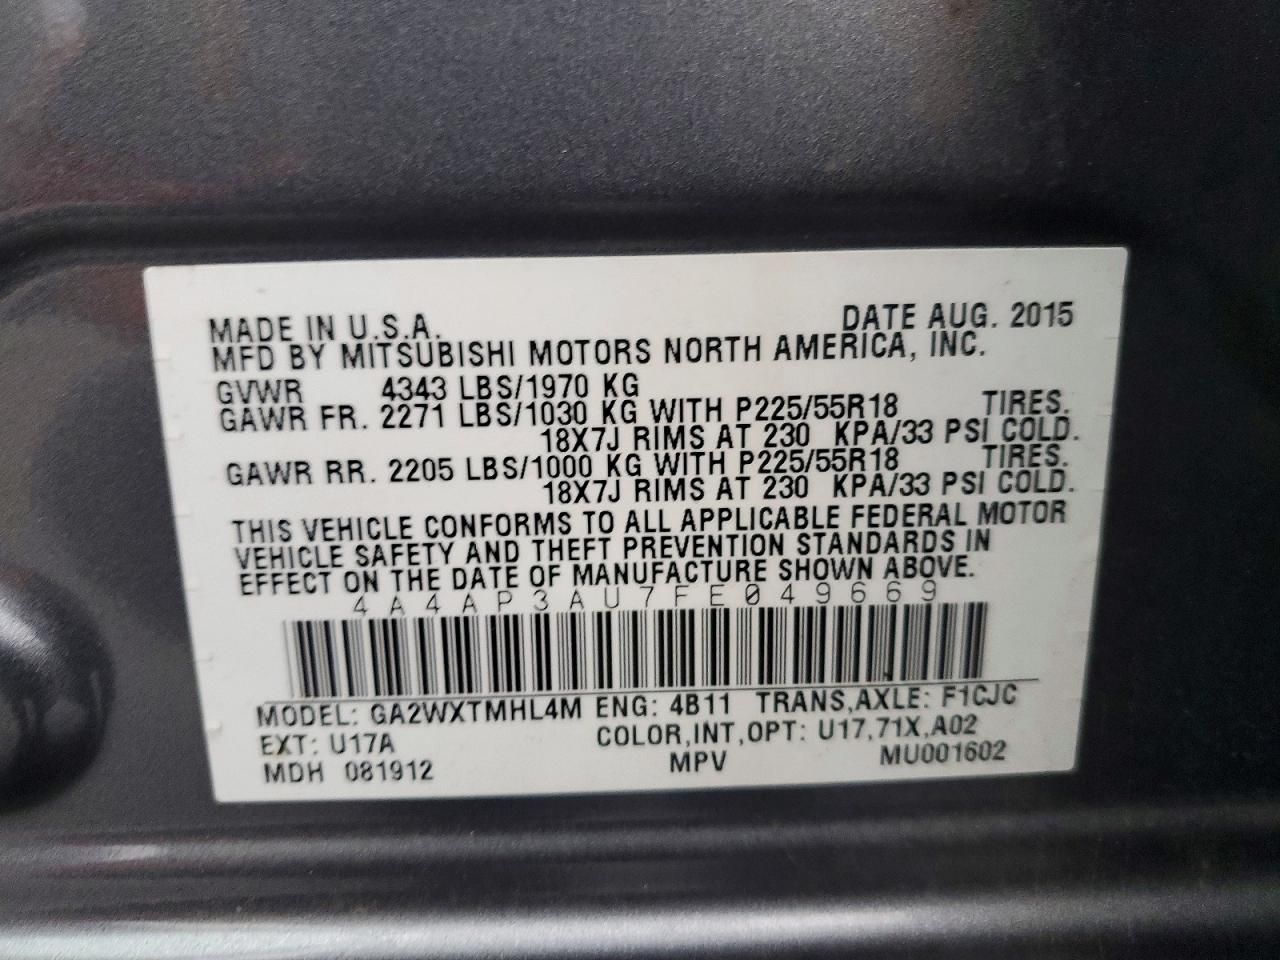 MADE IN U.S.A. DATE AUG. 2015
MFD BY MITSUBISHI MOTORS NORTH AMERICA, INC.
GVWR 4343 LBS/1970 KG
GAWR FR. 2271 LBS/1030 KG WITH P225/55R18 TIRES.
18X7J RIMS AT 230 KPA/33 PSI COLD.
GAWR RR. 2205 LBS/1000 KG WITH P225/55R18 TIRES.
18X7J RIMS AT 230 KPA/33 PSI COLD.
THIS VEHICLE CONFORMS TO ALL APPLICABLE FEDERAL MOTOR
VEHICLE SAFETY AND THEFT PREVENTION STANDARDS IN
EFFECT ON THE DATE OF MANUFACTURE SHOWN ABOVE.
4A4AP3AU7FE049669
MODEL: GA2WXTMHL4M ENG: 4B11 TRANS,AXLE: F1CJC
EXT: U17A COLOR,INT,OPT: U17,71X,A02
MDH 081912 MPV MU001602